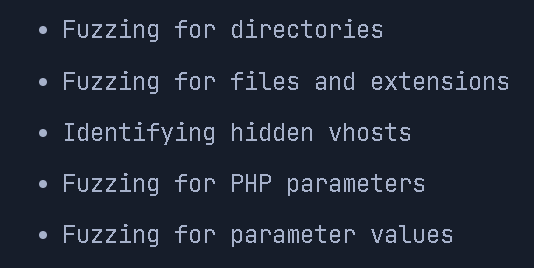 • Fuzzing for directories
• Fuzzing for files and extensions
• Identifying hidden vhosts
• Fuzzing for PHP parameters
• Fuzzing for parameter values